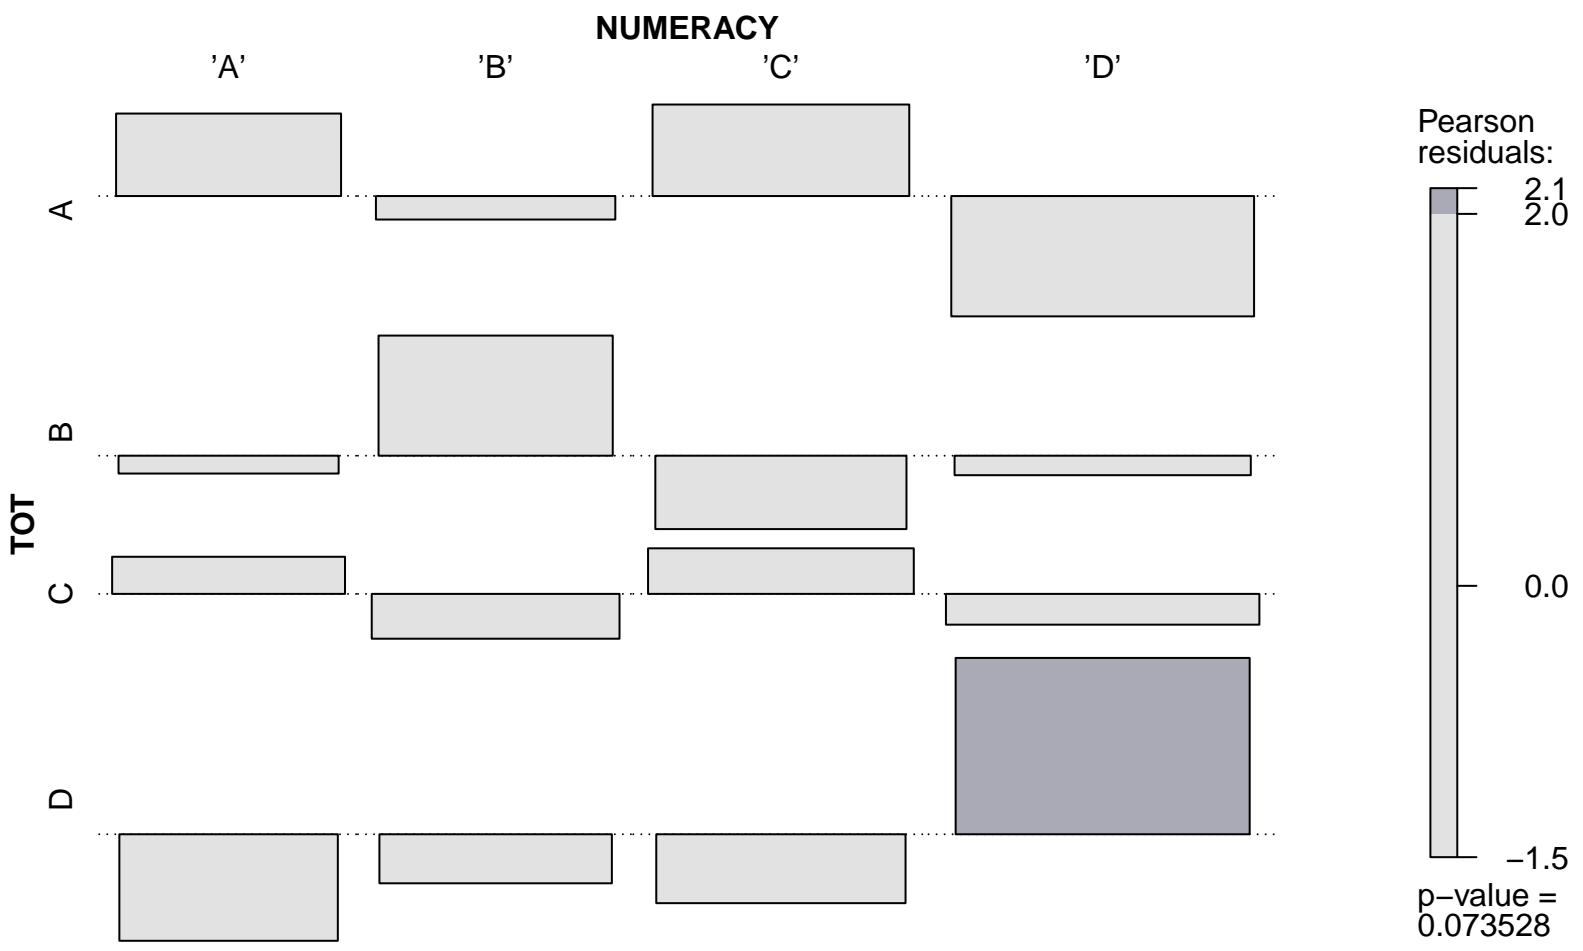 NUMERACY
’A’ ’B’ ’C’ ’D’
Pearson
residuals:
2.1
2.0
0.0
−1.5
p−value =
0.073528
TOT
A
B
C
D